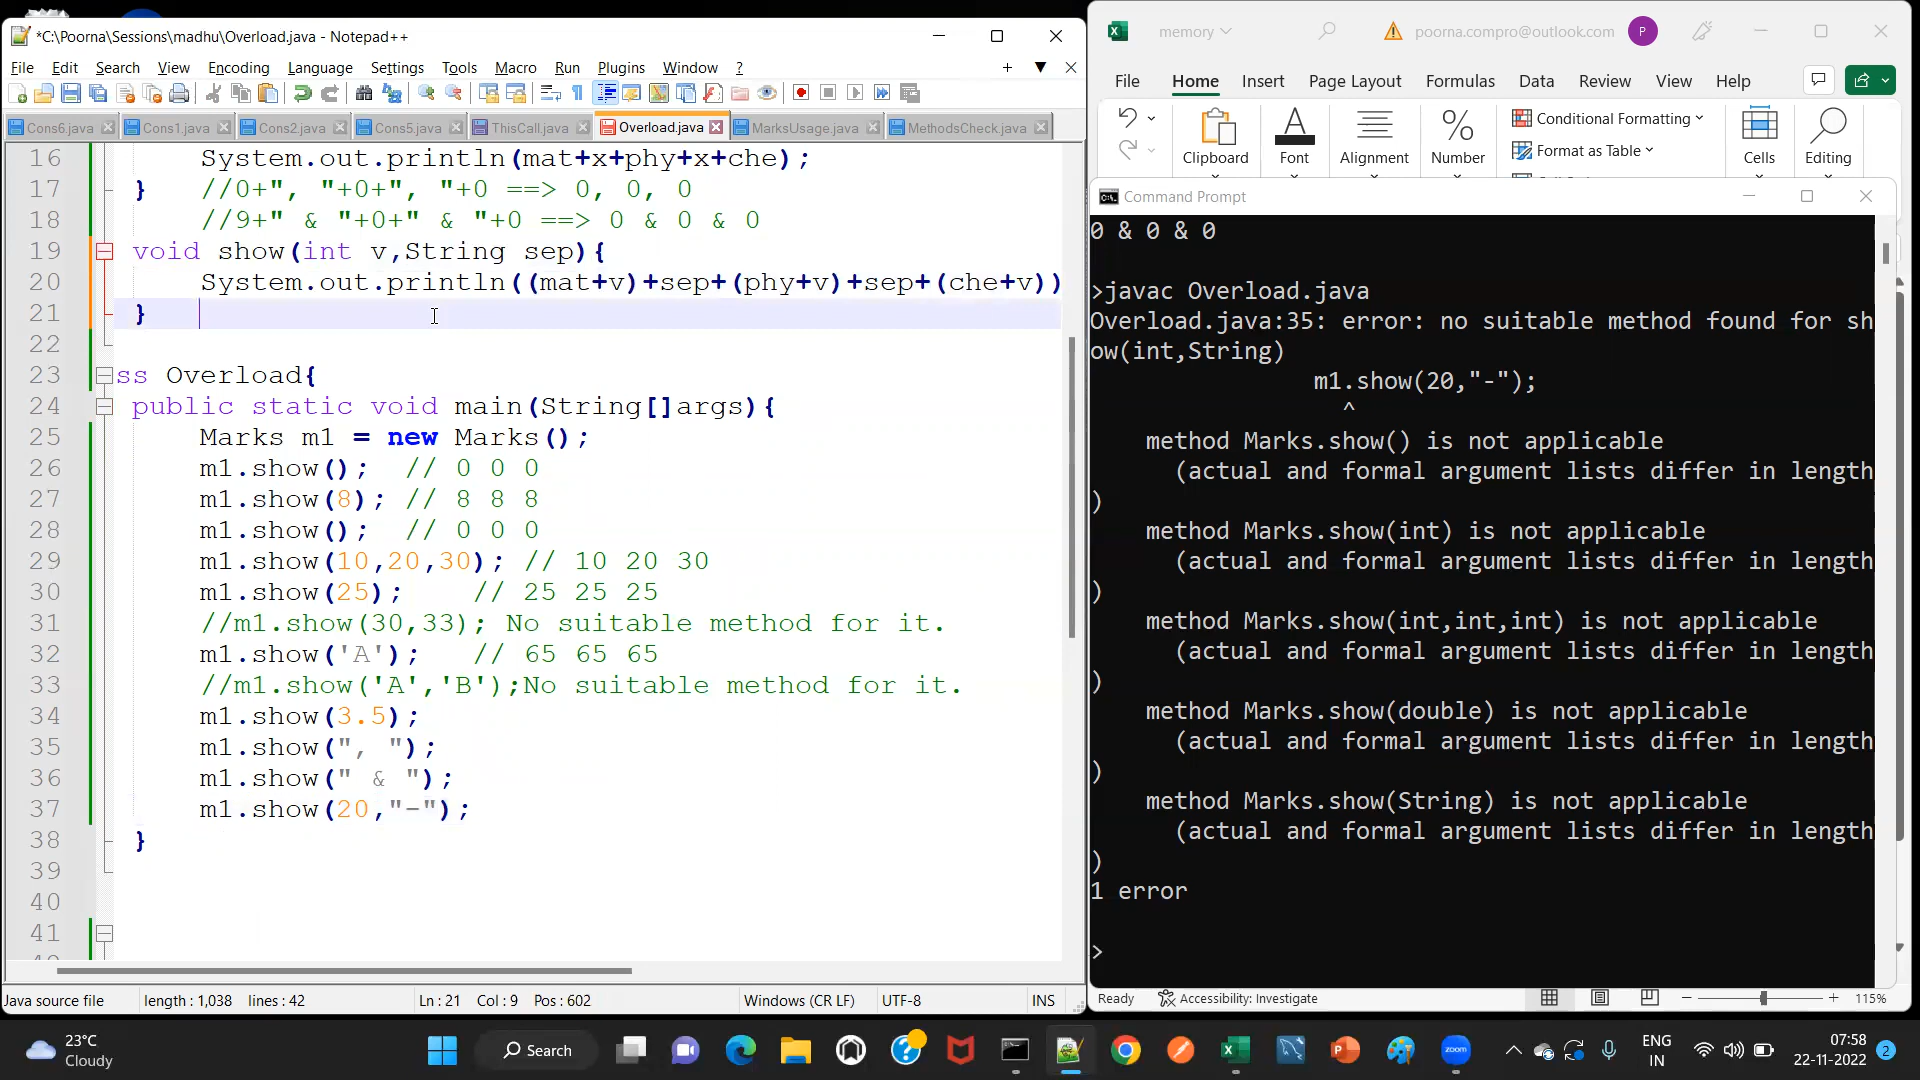 *C:\Poorna\Sessions\madhu\Overload.java - Notepad++
File Edit Search View Encoding Language Settings Tools Macro Run Plugins Window ?
Cons6.java Cons1.java Cons2.java Cons5.java ThisCall.java Overload.java MarksUsage.java MethodsCheck.java
16 System.out.println(mat+x+phy+x+che);
17 } //0+", "+0+", "+0 ==> 0, 0, 0
18 //9+" & "+0+" & "+0 ==> 0 & 0 & 0
19 void show(int v,String sep){
20 System.out.println((mat+v)+sep+(phy+v)+sep+(che+v))
21 }
22
23 ss Overload{
24 public static void main(String[]args){
25 Marks m1 = new Marks();
26 m1.show(); // 0 0 0
27 m1.show(8); // 8 8 8
28 m1.show(); // 0 0 0
29 m1.show(10,20,30); // 10 20 30
30 m1.show(25); // 25 25 25
31 //m1.show(30,33); No suitable method for it.
32 m1.show('A'); // 65 65 65
33 //m1.show('A','B');No suitable method for it.
34 m1.show(3.5);
35 m1.show(", ");
36 m1.show(" & ");
37 m1.show(20,"-");
38 }
39
40
41
Java source file length : 1,038 lines : 42 Ln : 21 Col : 9 Pos : 602 Windows (CR LF) UTF-8 INS
memory poorna.compro@outlook.com P
File Home Insert Page Layout Formulas Data Review View Help
Clipboard Font Alignment Number Conditional Formatting Format as Table Cells Editing
Command Prompt
0 & 0 & 0
>javac Overload.java
Overload.java:35: error: no suitable method found for sh
ow(int,String)
m1.show(20,"-");
^
method Marks.show() is not applicable
(actual and formal argument lists differ in length
)
method Marks.show(int) is not applicable
(actual and formal argument lists differ in length
)
method Marks.show(int,int,int) is not applicable
(actual and formal argument lists differ in length
)
method Marks.show(double) is not applicable
(actual and formal argument lists differ in length
)
method Marks.show(String) is not applicable
(actual and formal argument lists differ in length
)
1 error
>
Ready Accessibility: Investigate 115%
23°C
Cloudy
Search
zoom
ENG
IN
07:58
22-11-2022
2